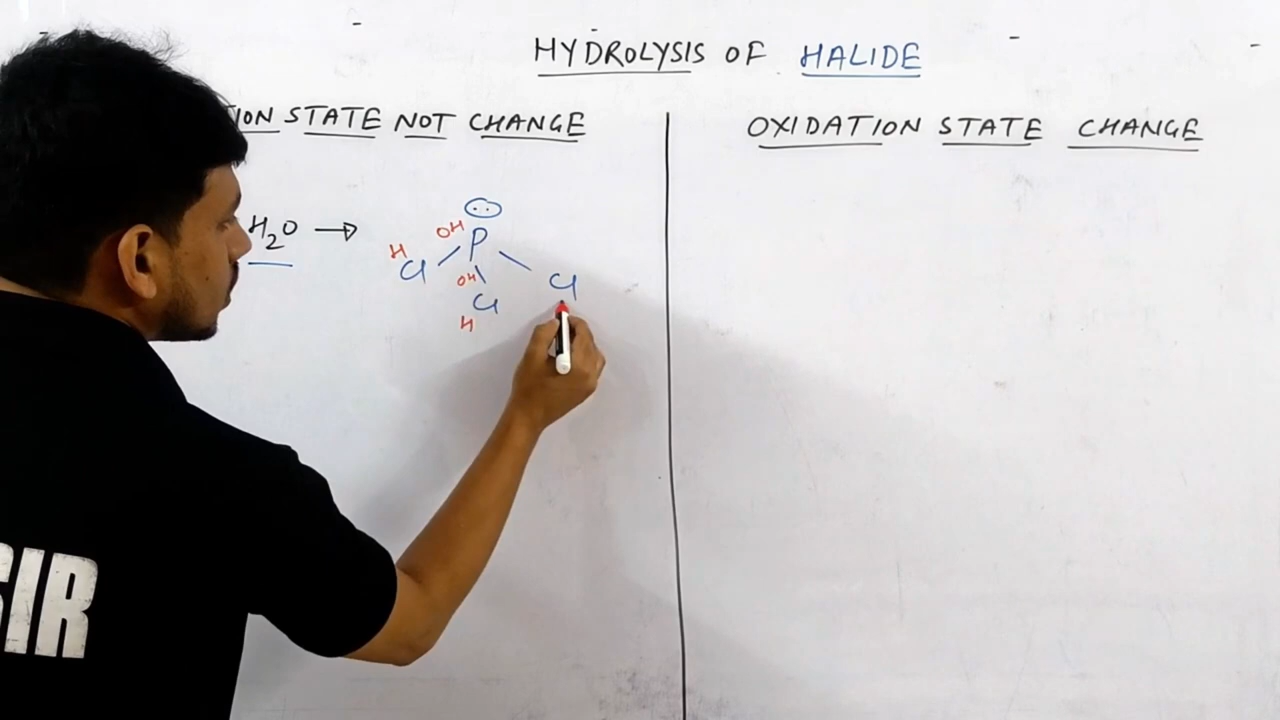 HYDROLYSIS OF HALIDE
ION STATE NOT CHANGE
OXIDATION STATE CHANGE
H2O →
OH P
H Cl OH Cl
Cl
H
SIR